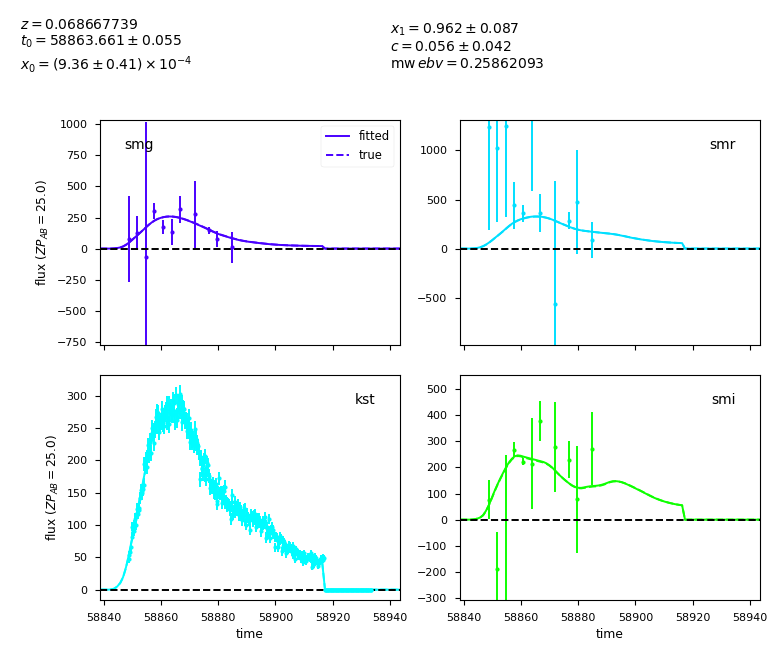 z = 0.068667739
t₀ = 58863.661 ± 0.055
x₀ = (9.36 ± 0.41) × 10⁻⁴
x₁ = 0.962 ± 0.087
c = 0.056 ± 0.042
mw ebv = 0.25862093
1000
750
500
250
0
−250
−500
−750
flux (ZP_AB = 25.0)
smg
fitted
true
1000
500
0
−500
smr
300
250
200
150
100
50
0
flux (ZP_AB = 25.0)
kst
58840 58860 58880 58900 58920 58940
time
500
400
300
200
100
0
−100
−200
−300
smi
58840 58860 58880 58900 58920 58940
time